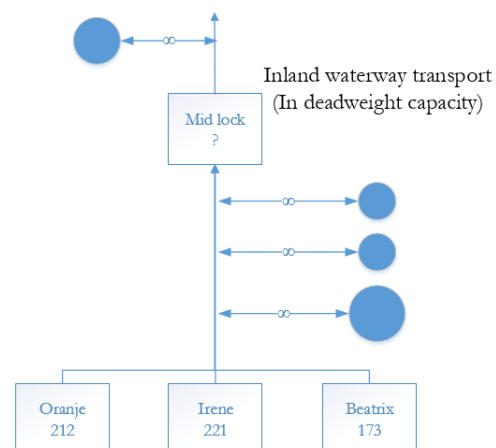 ∞
Inland waterway transport
(In deadweight capacity)
Mid lock
?
∞
∞
∞
Oranje
212
Irene
221
Beatrix
173